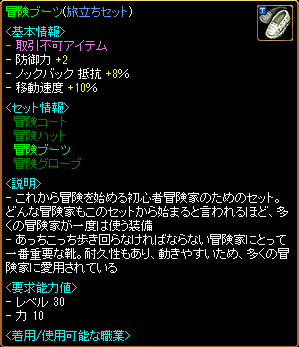 冒険ブーツ(旅立ちセット)
<基本情報>
- 取引不可アイテム
- 防御力 +2
- ノックバック 抵抗 +8%
- 移動速度 +10%
<セット情報>
冒険コート
冒険ハット
冒険ブーツ
冒険グローブ
<説明>
- これから冒険を始める初心者冒険家のためのセット。
どんな冒険家もこのセットから始まると言われるほど、多
くの冒険家が一度は使う装備
- あっちこっち歩き回らなければならない冒険家にとって
一番重要な靴。耐久性もあり、動きやすいため、多くの冒
険家に愛用されている
<要求能力値>
- レベル 30
- 力 10
<着用/使用可能な職業>